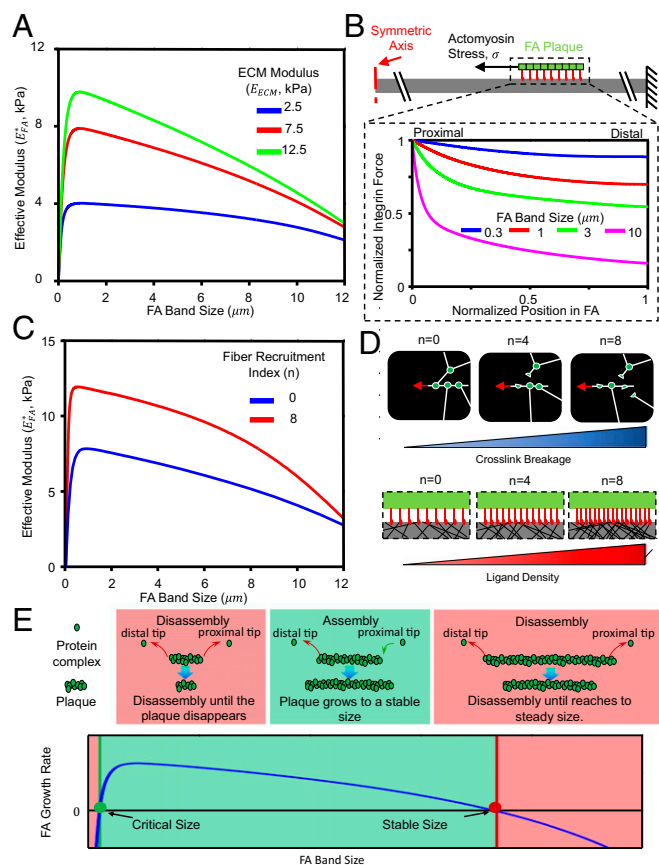 A
Effective Modulus (E*FA, kPa)
12
8
4
0
ECM Modulus
(E_ECM, kPa)
2.5
7.5
12.5
0 2 4 6 8 10 12
FA Band Size (μm)
B
Symmetric
Axis
Actomyosin
Stress, σ
FA Plaque
Proximal
Distal
Normalized Integrin Force
1
0.5
0
FA Band Size (μm)
0.3 1 3 10
0 0.5 1
Normalized Position in FA
C
Effective Modulus (E*FA, kPa)
15
10
5
0
Fiber Recruitment
Index (n)
0
8
0 2 4 6 8 10 12
FA Band Size (μm)
D
n=0 n=4 n=8
Crosslink Breakage
n=0 n=4 n=8
Ligand Density
E
Protein
complex
Plaque
Disassembly
distal tip proximal tip
Disassembly until the
plaque disappears
Assembly
distal tip proximal tip
Plaque grows to a stable
size
Disassembly
distal tip proximal tip
Disassembly until reaches to
steady size.
FA Growth Rate
0
Critical Size
Stable Size
FA Band Size